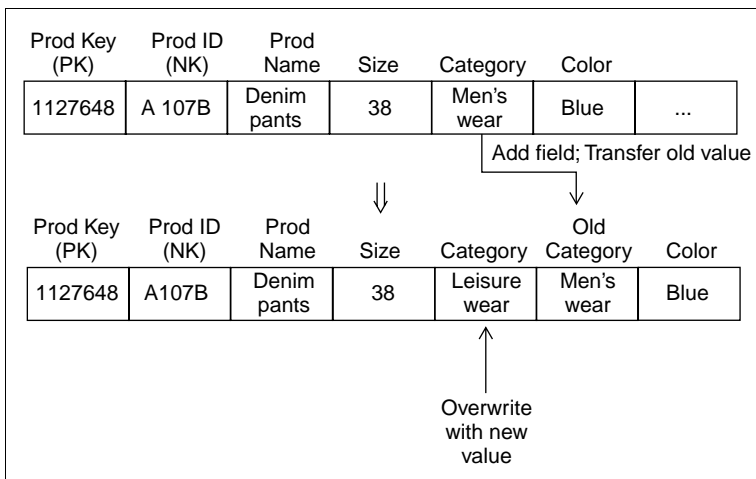 Prod Key (PK) Prod ID (NK) Prod Name Size Category Color
1127648 A 107B Denim pants 38 Men's wear Blue ...
Add field; Transfer old value
Prod Key (PK) Prod ID (NK) Prod Name Size Category Old Category Color
1127648 A107B Denim pants 38 Leisure wear Men's wear Blue
Overwrite
with new
value